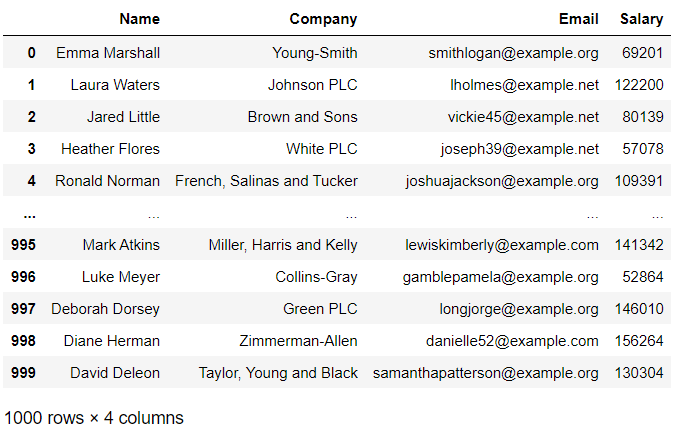 Name Company Email Salary
0 Emma Marshall Young-Smith smithlogan@example.org 69201
1 Laura Waters Johnson PLC lholmes@example.net 122200
2 Jared Little Brown and Sons vickie45@example.net 80139
3 Heather Flores White PLC joseph39@example.net 57078
4 Ronald Norman French, Salinas and Tucker joshuajackson@example.org 109391
... ... ... ... ...
995 Mark Atkins Miller, Harris and Kelly lewiskimberly@example.com 141342
996 Luke Meyer Collins-Gray gamblepamela@example.org 52864
997 Deborah Dorsey Green PLC longjorge@example.org 146010
998 Diane Herman Zimmerman-Allen danielle52@example.com 156264
999 David Deleon Taylor, Young and Black samanthapatterson@example.org 130304
1000 rows × 4 columns